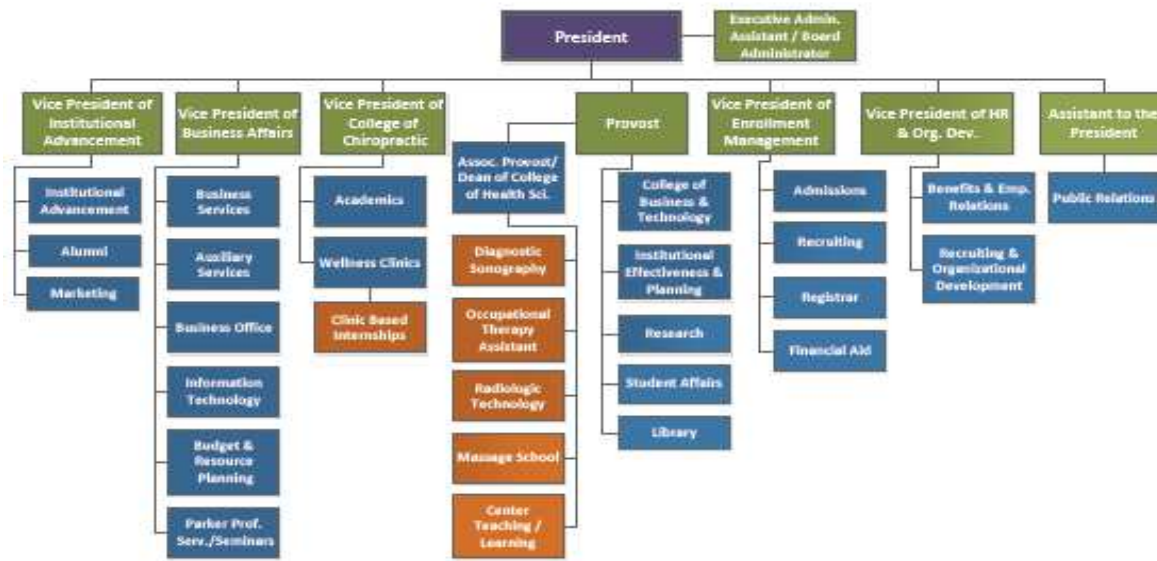 President
Executive Admin.
Assistant / Board
Administrator
Vice President of
Institutional
Advancement
Vice President of
Business Affairs
Vice President of
College of
Chiropractic
Provost
Vice President of
Enrollment
Management
Vice President of HR
& Org. Dev.
Assistant to the
President
Institutional
Advancement
Alumni
Marketing
Business
Services
Auxiliary
Services
Business Office
Information
Technology
Budget &
Resource
Planning
Parker Prof.
Serv./Seminars
Academics
Wellness Clinics
Clinic Based
Internships
Assoc. Provost/
Dean of College
of Health Sci.
Diagnostic
Sonography
Occupational
Therapy
Assistant
Radiologic
Technology
Massage School
Center
Teaching /
Learning
College of
Business &
Technology
Institutional
Effectiveness &
Planning
Research
Student Affairs
Library
Admissions
Recruiting
Registrar
Financial Aid
Benefits & Emp.
Relations
Recruiting &
Organizational
Development
Public Relations